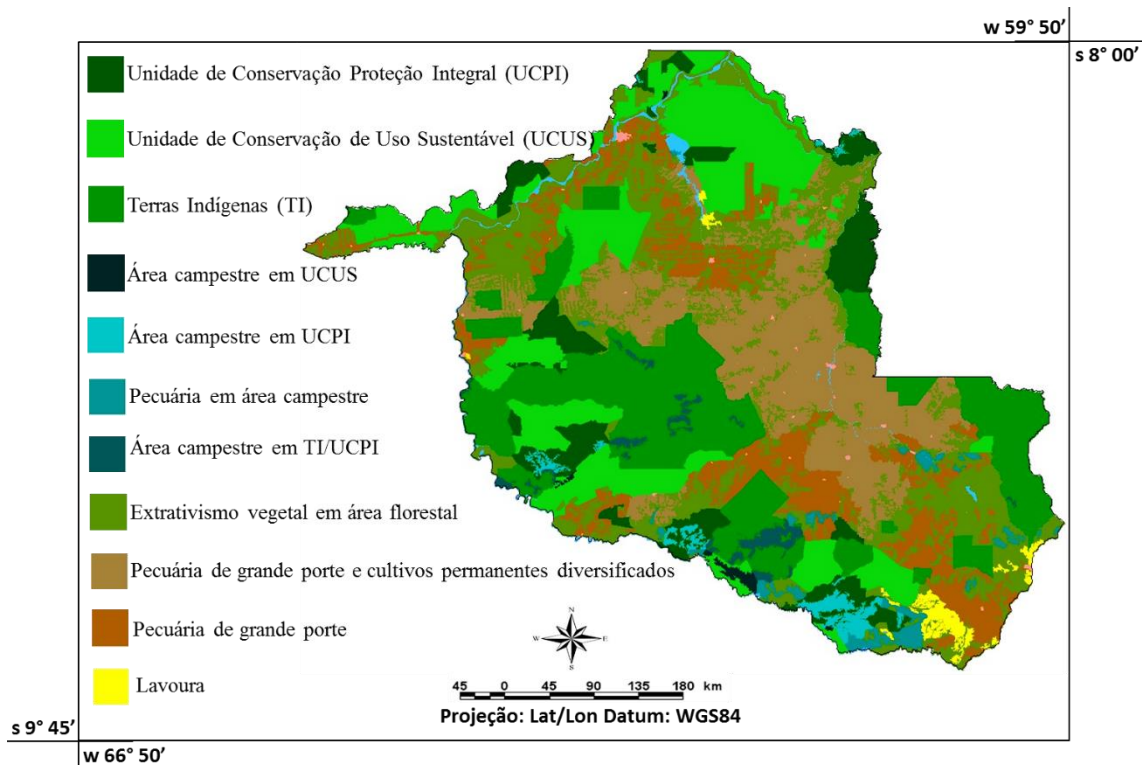 w 59° 50’
s 8° 00’
Unidade de Conservação Proteção Integral (UCPI)
Unidade de Conservação de Uso Sustentável (UCUS)
Terras Indígenas (TI)
Área campestre em UCUS
Área campestre em UCPI
Pecuária em área campestre
Área campestre em TI/UCPI
Extrativismo vegetal em área florestal
Pecuária de grande porte e cultivos permanentes diversificados
Pecuária de grande porte
Lavoura
N
W E
S
45 0 45 90 135 180 km
Projeção: Lat/Lon Datum: WGS84
s 9° 45’
w 66° 50’